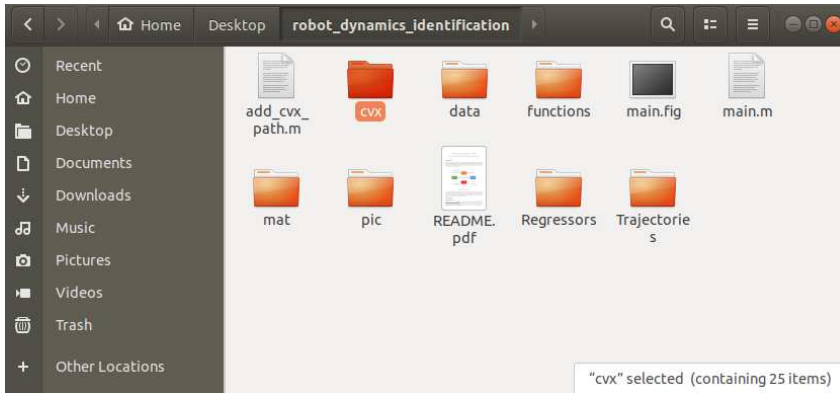 Home
Desktop
robot_dynamics_identification
Recent
Home
Desktop
Documents
Downloads
Music
Pictures
Videos
Trash
Other Locations
add_cvx_
path.m
cvx
data
functions
main.fig
main.m
mat
pic
README.
pdf
Regressors
Trajectorie
s
"cvx" selected (containing 25 items)